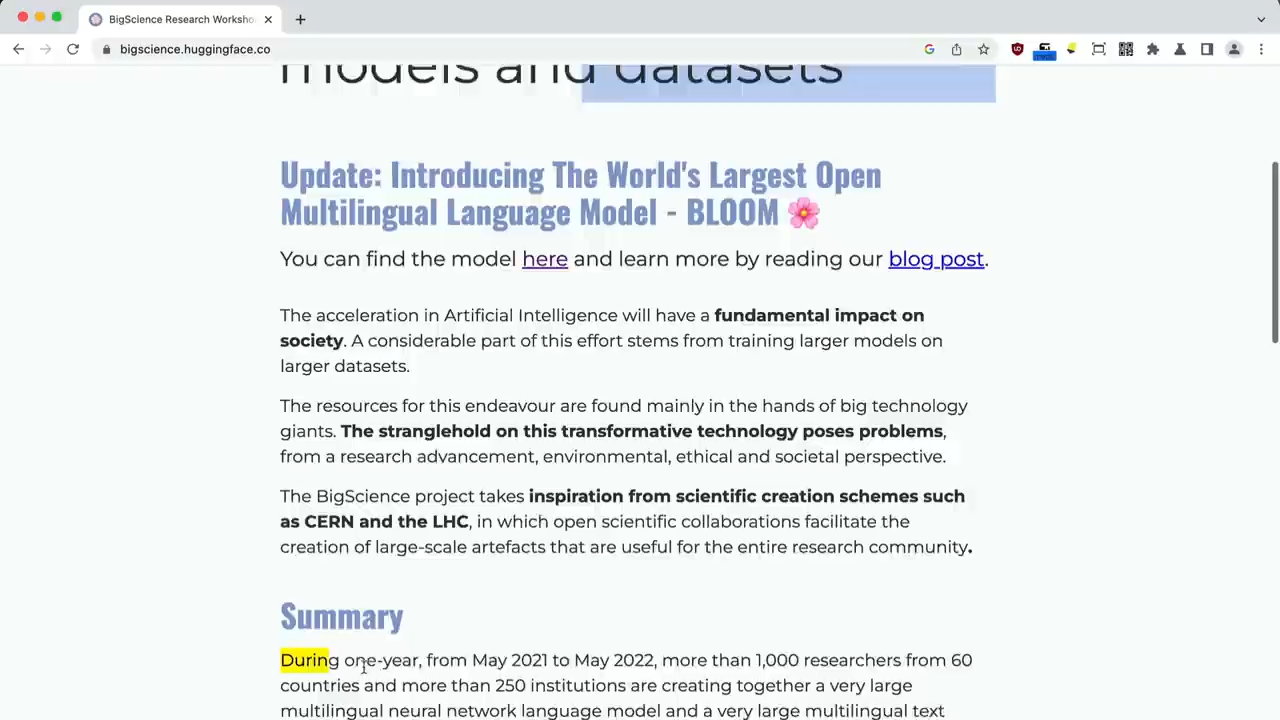 BigScience Research Worksho
bigscience.huggingface.co
models and datasets
Update: Introducing The World's Largest Open
Multilingual Language Model - BLOOM 🌸
You can find the model here and learn more by reading our blog post.
The acceleration in Artificial Intelligence will have a fundamental impact on
society. A considerable part of this effort stems from training larger models on
larger datasets.
The resources for this endeavour are found mainly in the hands of big technology
giants. The stranglehold on this transformative technology poses problems,
from a research advancement, environmental, ethical and societal perspective.
The BigScience project takes inspiration from scientific creation schemes such
as CERN and the LHC, in which open scientific collaborations facilitate the
creation of large-scale artefacts that are useful for the entire research community.
Summary
During one-year, from May 2021 to May 2022, more than 1,000 researchers from 60
countries and more than 250 institutions are creating together a very large
multilingual neural network language model and a very large multilingual text